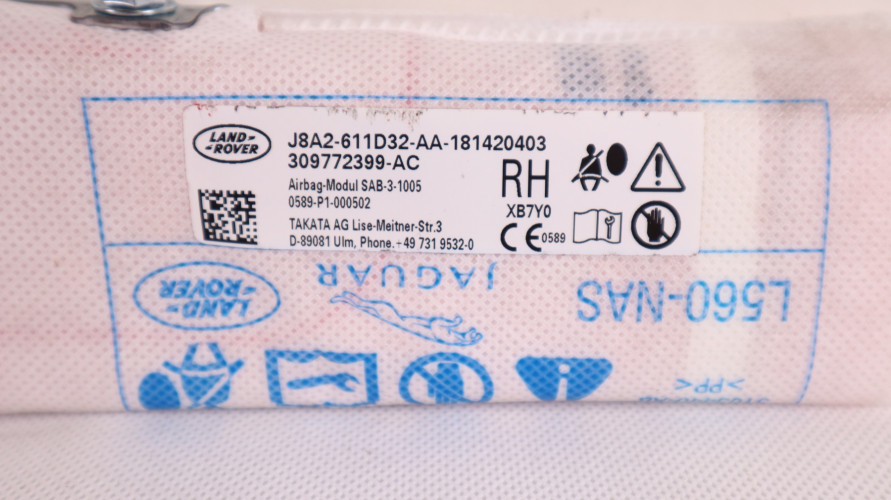 LAND-
-ROVER
J8A2-611D32-AA-181420403
309772399-AC
Airbag-Modul SAB-3-1005
0589-P1-000502
TAKATA AG Lise-Meitner-Str.3
D-89081 Ulm, Phone.+49 731 9532-0
RH
XB7Y0
CE 0589
LAND-
-ROVER
JAGUAR
L560-NAS
>PP<